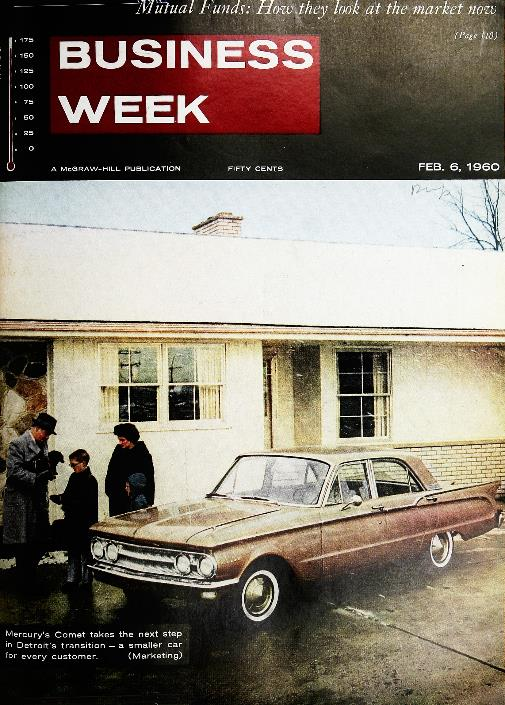 Mutual Funds: How they look at the market now
(Page 118)
BUSINESS
WEEK
175
150
125
100
75
50
25
0
A McGRAW-HILL PUBLICATION FIFTY CENTS FEB. 6, 1960
Mercury's Comet takes the next step
in Detroit's transition — a smaller car
for every customer. (Marketing)